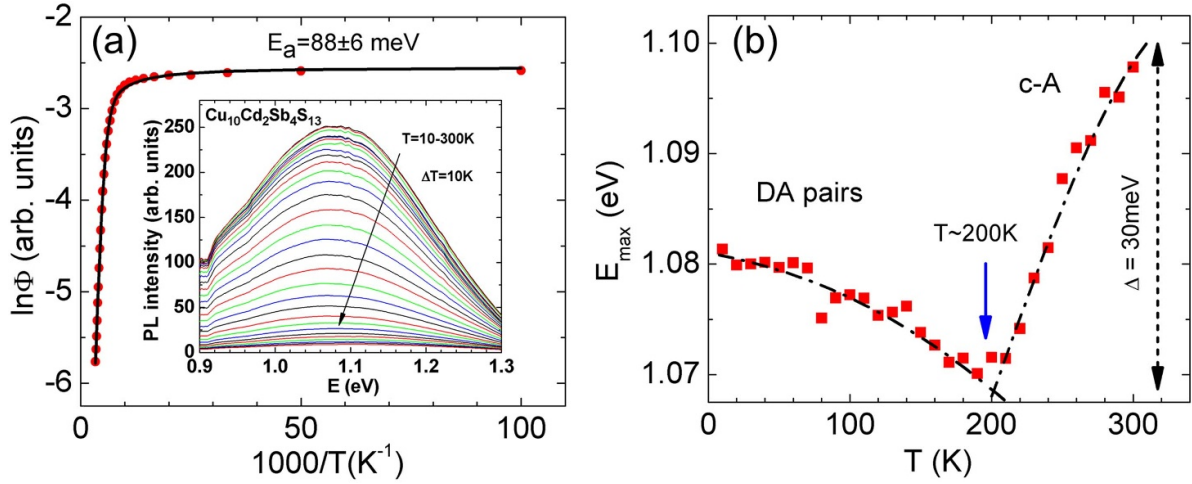 (a)
Eₐ=88±6 meV
lnΦ (arb. units)
-2
-3
-4
-5
-6
0
50
100
1000/T(K⁻¹)
Cu₁₀Cd₂Sb₄S₁₃
T=10-300K
ΔT=10K
PL intensity (arb. units)
250
200
150
100
50
0
0.9 1.0 1.1 1.2 1.3
E (eV)
(b)
c-A
DA pairs
T~200K
Δ = 30meV
Eₘₐₓ (eV)
1.10
1.09
1.08
1.07
0 100 200 300
T (K)